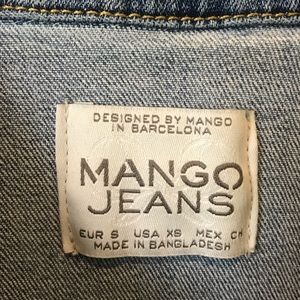 DESIGNED BY MANGO
IN BARCELONA
MANGO
JEANS
EUR S USA XS MEX CH
MADE IN BANGLADESH